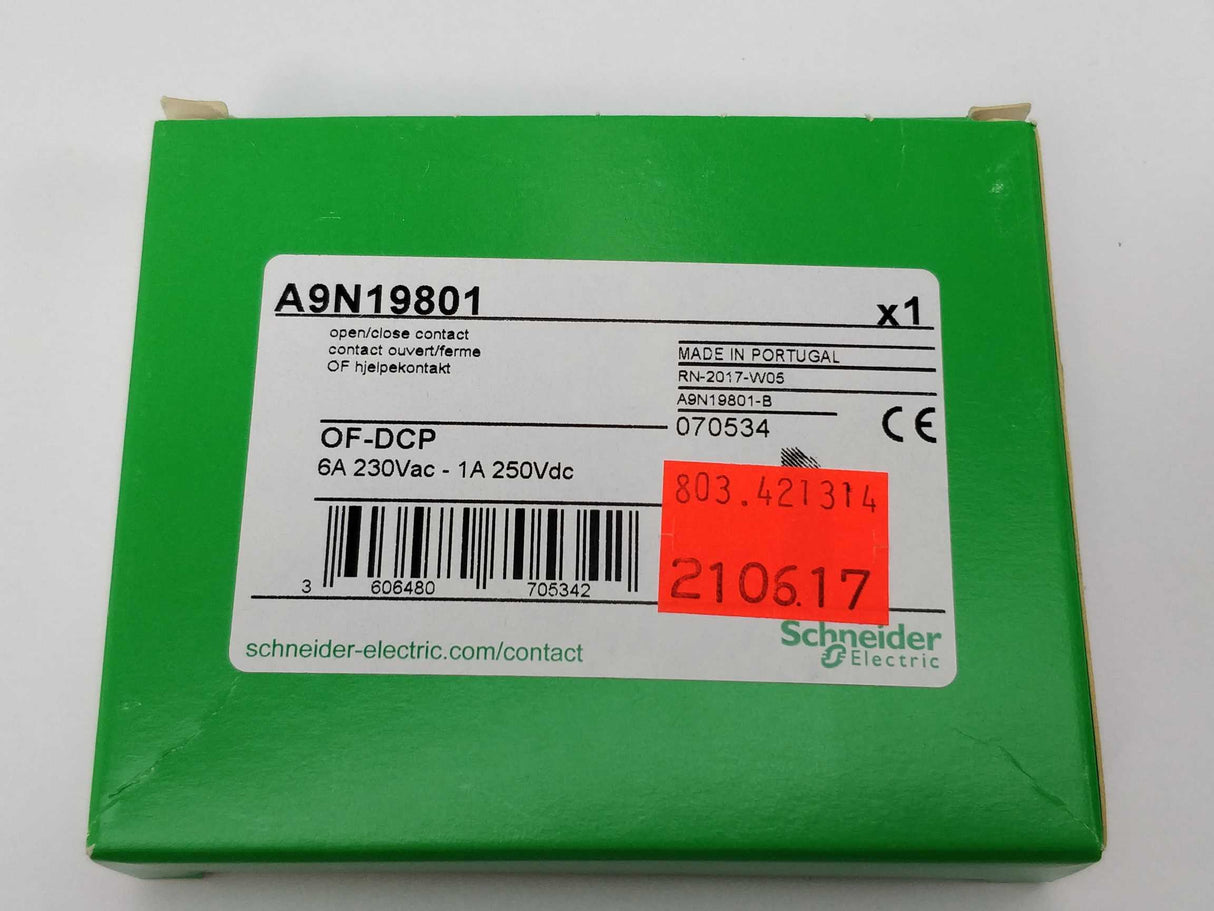 A9N19801
x1
open/close contact
contact ouvert/ferme
OF hjelpekontakt
MADE IN PORTUGAL
RN-2017-W05
A9N19801-B
070534
CE
OF-DCP
6A 230Vac - 1A 250Vdc
803.421314
2106.17
3 606480 705342
schneider-electric.com/contact
Schneider
Electric